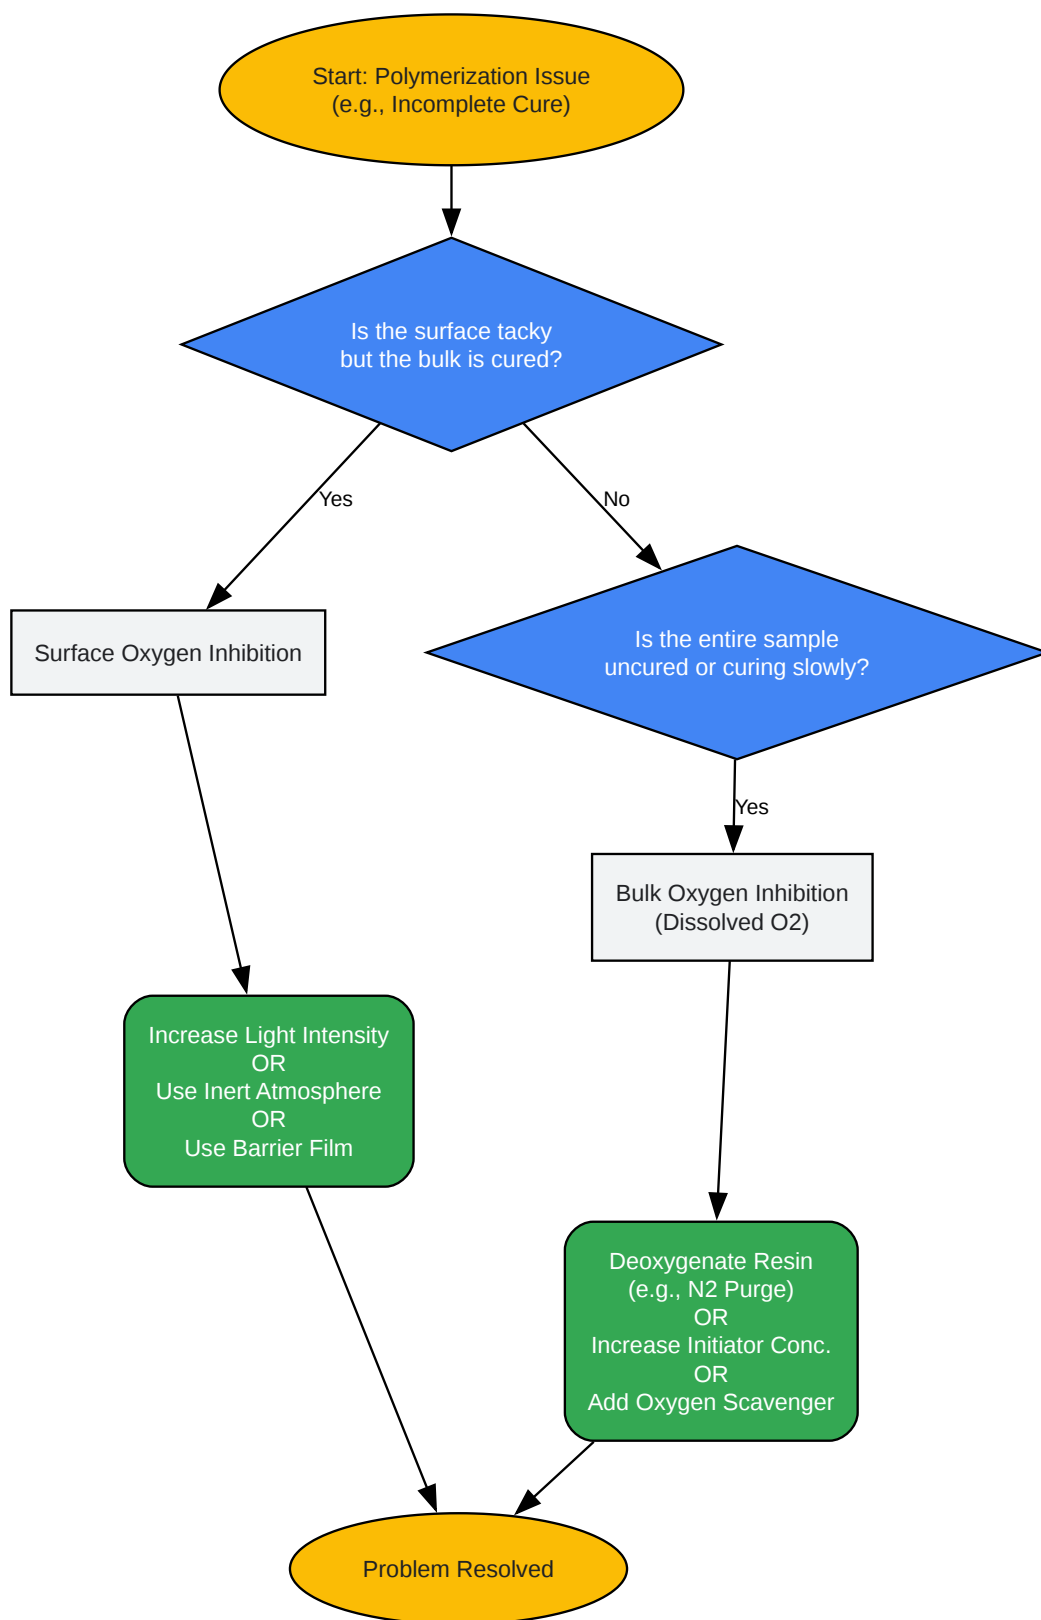 Start: Polymerization Issue
(e.g., Incomplete Cure)
Is the surface tacky
but the bulk is cured?
Yes
No
Surface Oxygen Inhibition
Is the entire sample
uncured or curing slowly?
Yes
Bulk Oxygen Inhibition
(Dissolved O2)
Increase Light Intensity
OR
Use Inert Atmosphere
OR
Use Barrier Film
Deoxygenate Resin
(e.g., N2 Purge)
OR
Increase Initiator Conc.
OR
Add Oxygen Scavenger
Problem Resolved